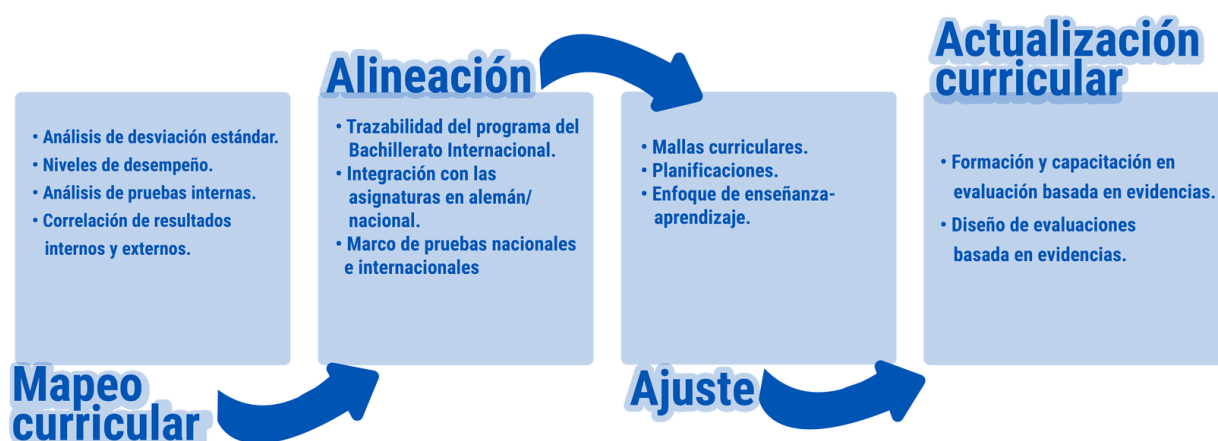 Mapeo
curricular
• Análisis de desviación estándar.
• Niveles de desempeño.
• Análisis de pruebas internas.
• Correlación de resultados
internos y externos.
Alineación
• Trazabilidad del programa del
Bachillerato Internacional.
• Integración con las
asignaturas en alemán/
nacional.
• Marco de pruebas nacionales
e internacionales
Ajuste
• Mallas curriculares.
• Planificaciones.
• Enfoque de enseñanza-
aprendizaje.
Actualización
curricular
• Formación y capacitación en
evaluación basada en evidencias.
• Diseño de evaluaciones
basada en evidencias.